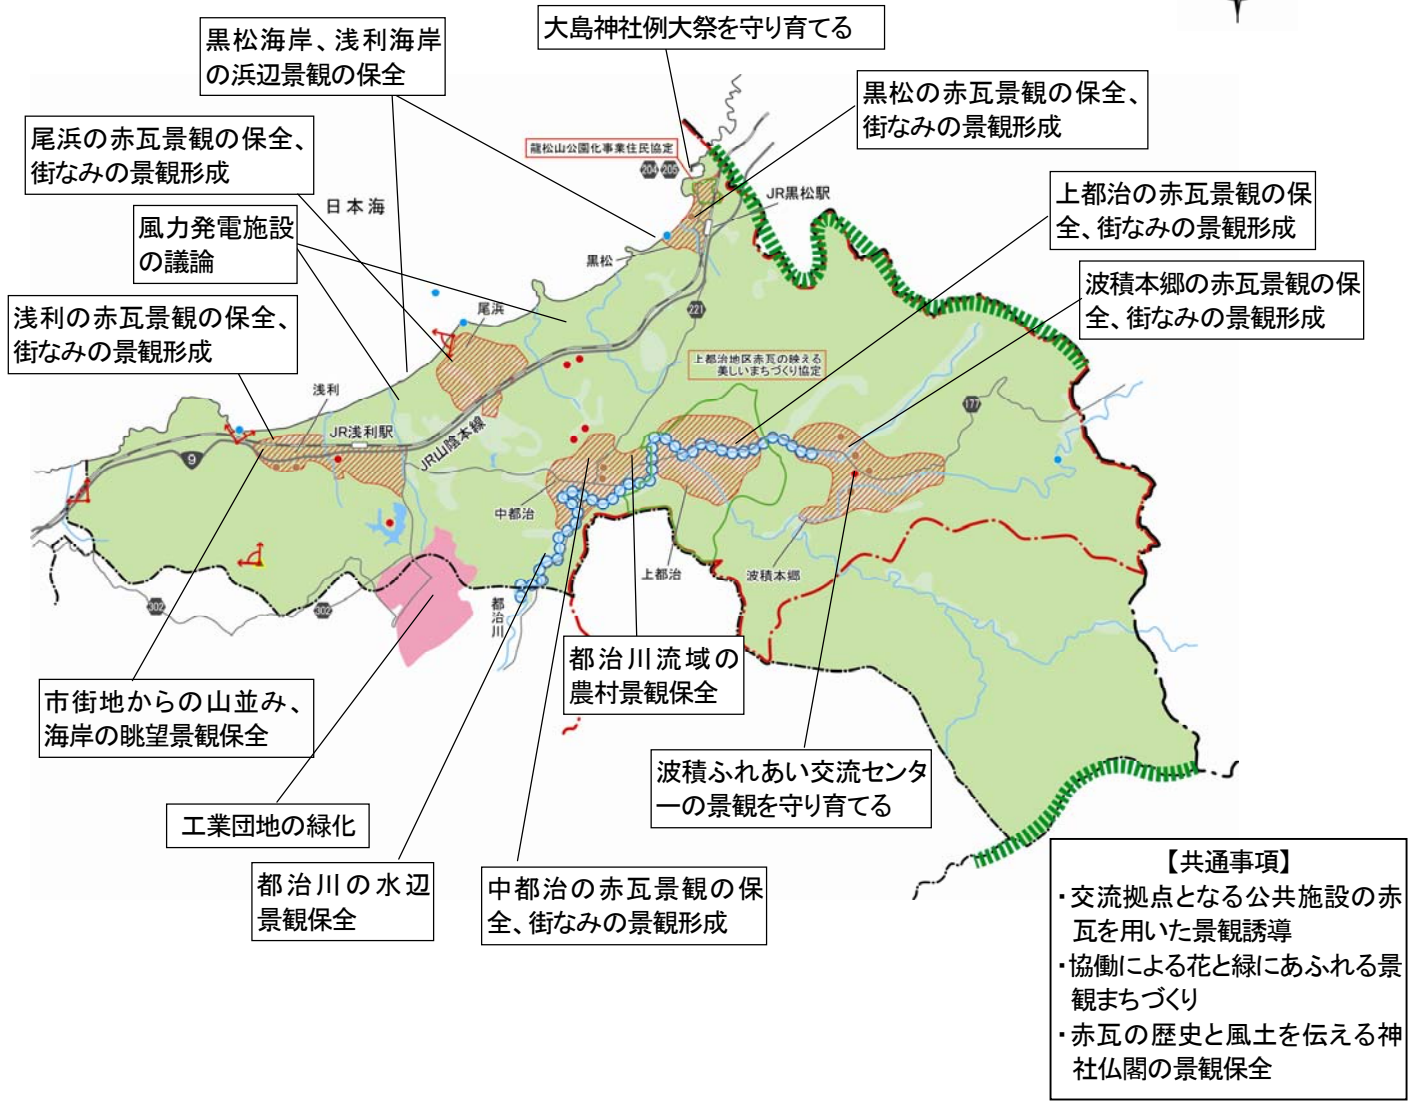 大島神社例大祭を守り育てる
黒松海岸、浅利海岸
の浜辺景観の保全
黒松の赤瓦景観の保全、
街なみの景観形成
尾浜の赤瓦景観の保全、
街なみの景観形成
龍松山公園化事業住民協定
204 205
JR黒松駅
上都治の赤瓦景観の保
全、街なみの景観形成
日本海
風力発電施設
の議論
黒松
波積本郷の赤瓦景観の保
全、街なみの景観形成
浅利の赤瓦景観の保全、
街なみの景観形成
尾浜
221
上都治地区赤瓦の映える
美しいまちづくり協定
浅利
177
JR浅利駅
JR山陰本線
9
中都治
上都治
波積本郷
302
302
都治川
都治川流域の
農村景観保全
市街地からの山並み、
海岸の眺望景観保全
波積ふれあい交流センタ
ーの景観を守り育てる
工業団地の緑化
都治川の水辺
景観保全
中都治の赤瓦景観の保
全、街なみの景観形成
【共通事項】
・交流拠点となる公共施設の赤
瓦を用いた景観誘導
・協働による花と緑にあふれる景
観まちづくり
・赤瓦の歴史と風土を伝える神
社仏閣の景観保全